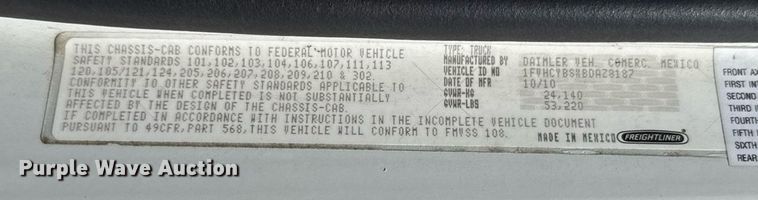 THIS CHASSIS-CAB CONFORMS TO FEDERAL MOTOR VEHICLE
SAFETY STANDARDS 101,102,103,104,106,107,111,113
120,105/121,124,205,206,207,208,209,210 & 302.
CONFORMITY TO OTHER SAFETY STANDARDS APPLICABLE TO
THIS VEHICLE WHEN COMPLETED IS NOT SUBSTANTIALLY
AFFECTED BY THE DESIGN OF THE CHASSIS-CAB.
IF COMPLETED IN ACCORDANCE WITH INSTRUCTIONS IN THE INCOMPLETE VEHICLE DOCUMENT
PURSUANT TO 49CFR,PART 568,THIS VEHICLE WILL CONFORM TO FMVSS 108.
TYPE: TRUCK
MANUFACTURED BY DAIMLER VEH. COMERC. MEXICO
DATE OF MFR 10/10
GVWR-KG 24,140
GVWR-LBS 53,220
MADE IN MEXICO FREIGHTLINER
FRONT AX
FIRST IN
SECOND
THIRD
FOURTH
FIFTH
SIXTH
REAR
Purple Wave Auction